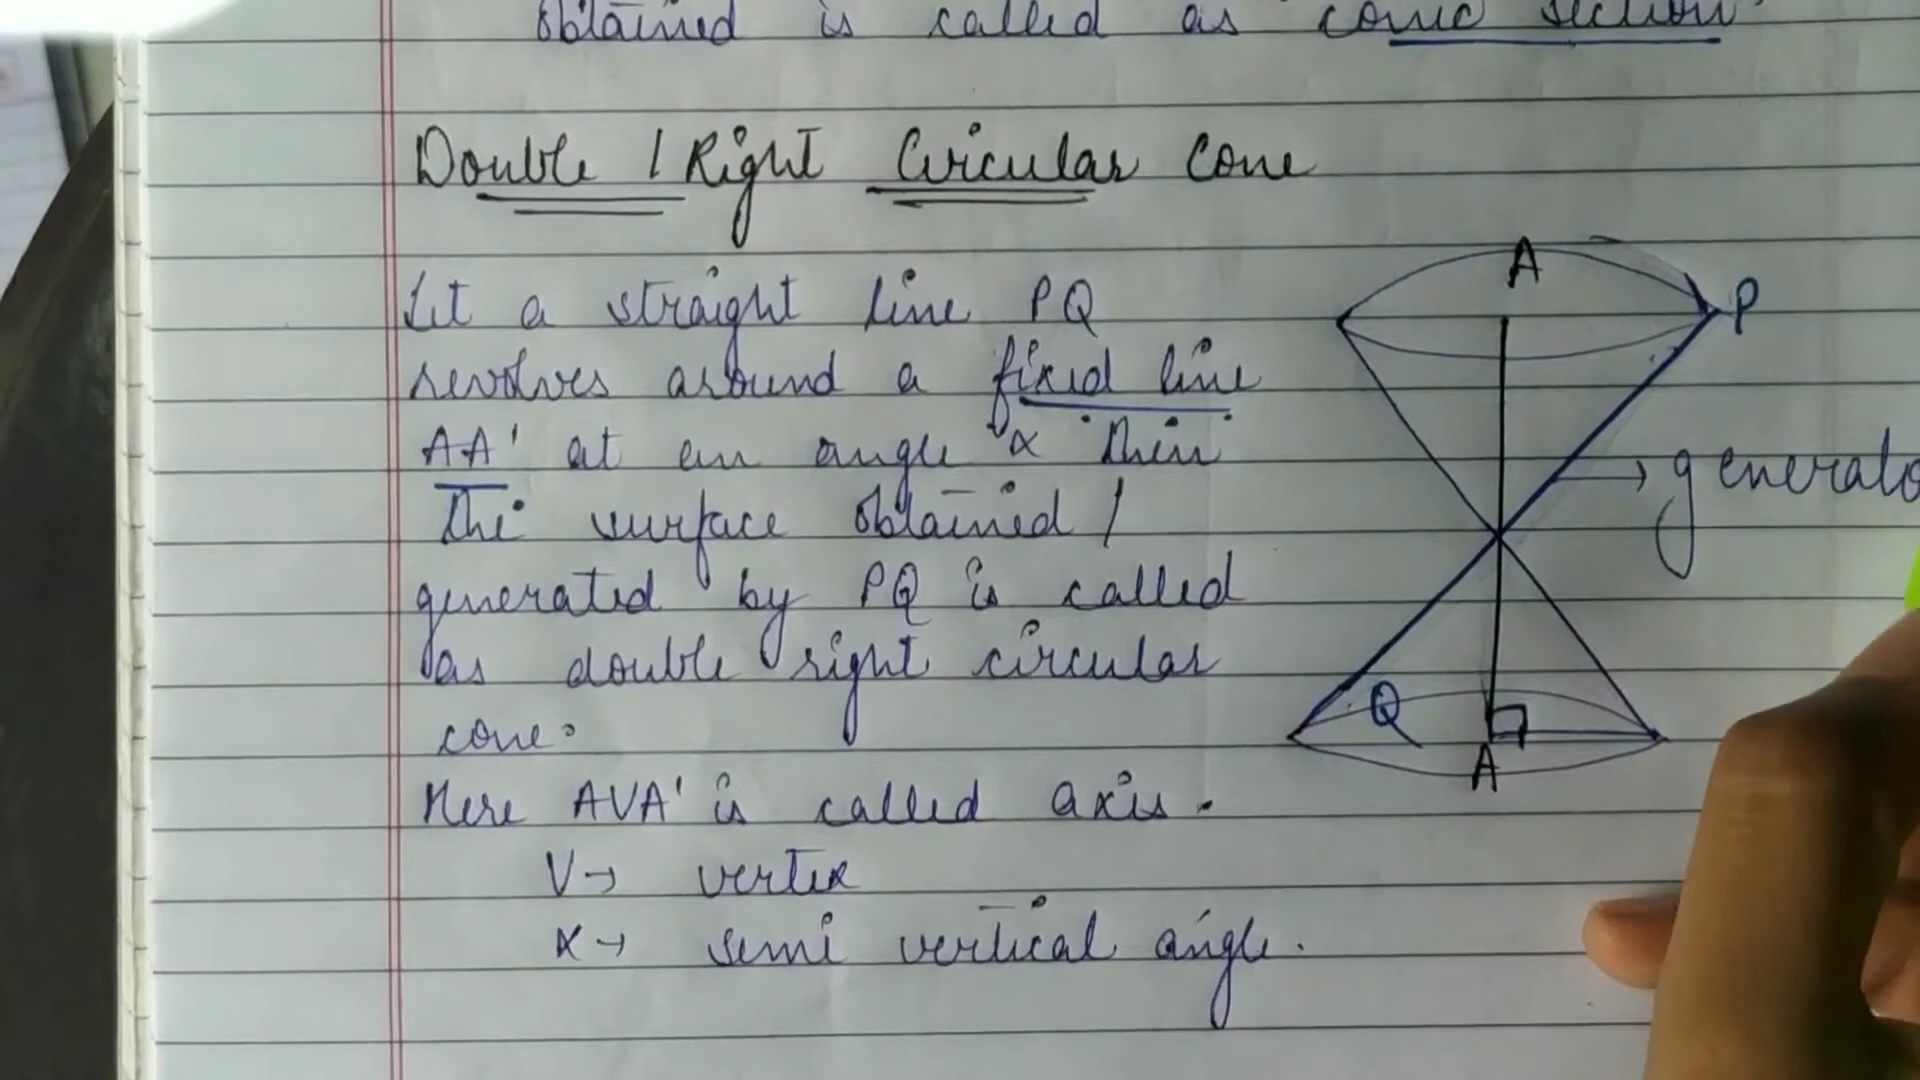 obtained is called as conic section.
Double / Right Circular Cone
Let a straight line PQ
revolves around a fixed line
AA' at an angle α then
the surface obtained /
generated by PQ is called
as double right circular
cone.
Here AVA' is called axis.
V → vertex
α → semi vertical angle.
A
P
→ generato
Q
A